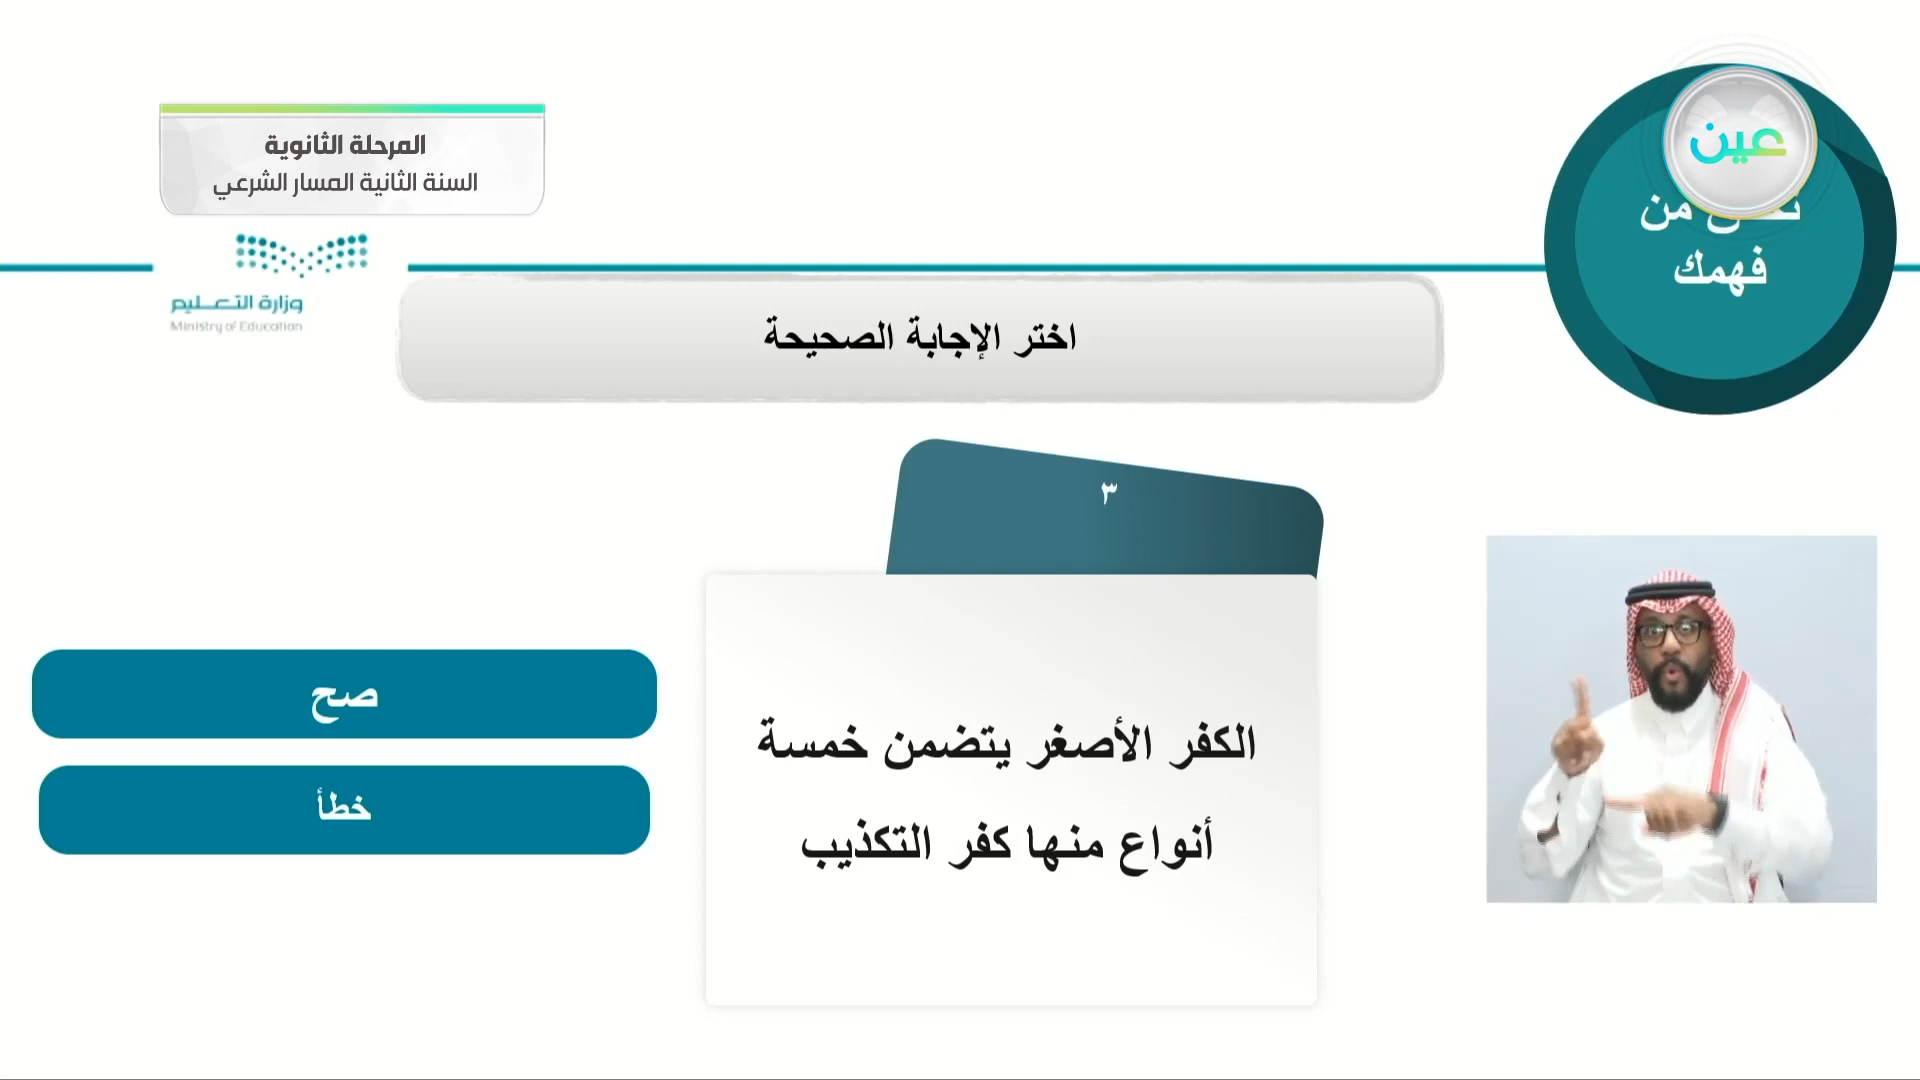 المرحلة الثانوية
السنة الثانية المسار الشرعي
عين
من
فهمك
وزارة التعليم
Ministry of Education
اختر الإجابة الصحيحة
٣
الكفر الأصغر يتضمن خمسة
أنواع منها كفر التكذيب
صح
خطأ